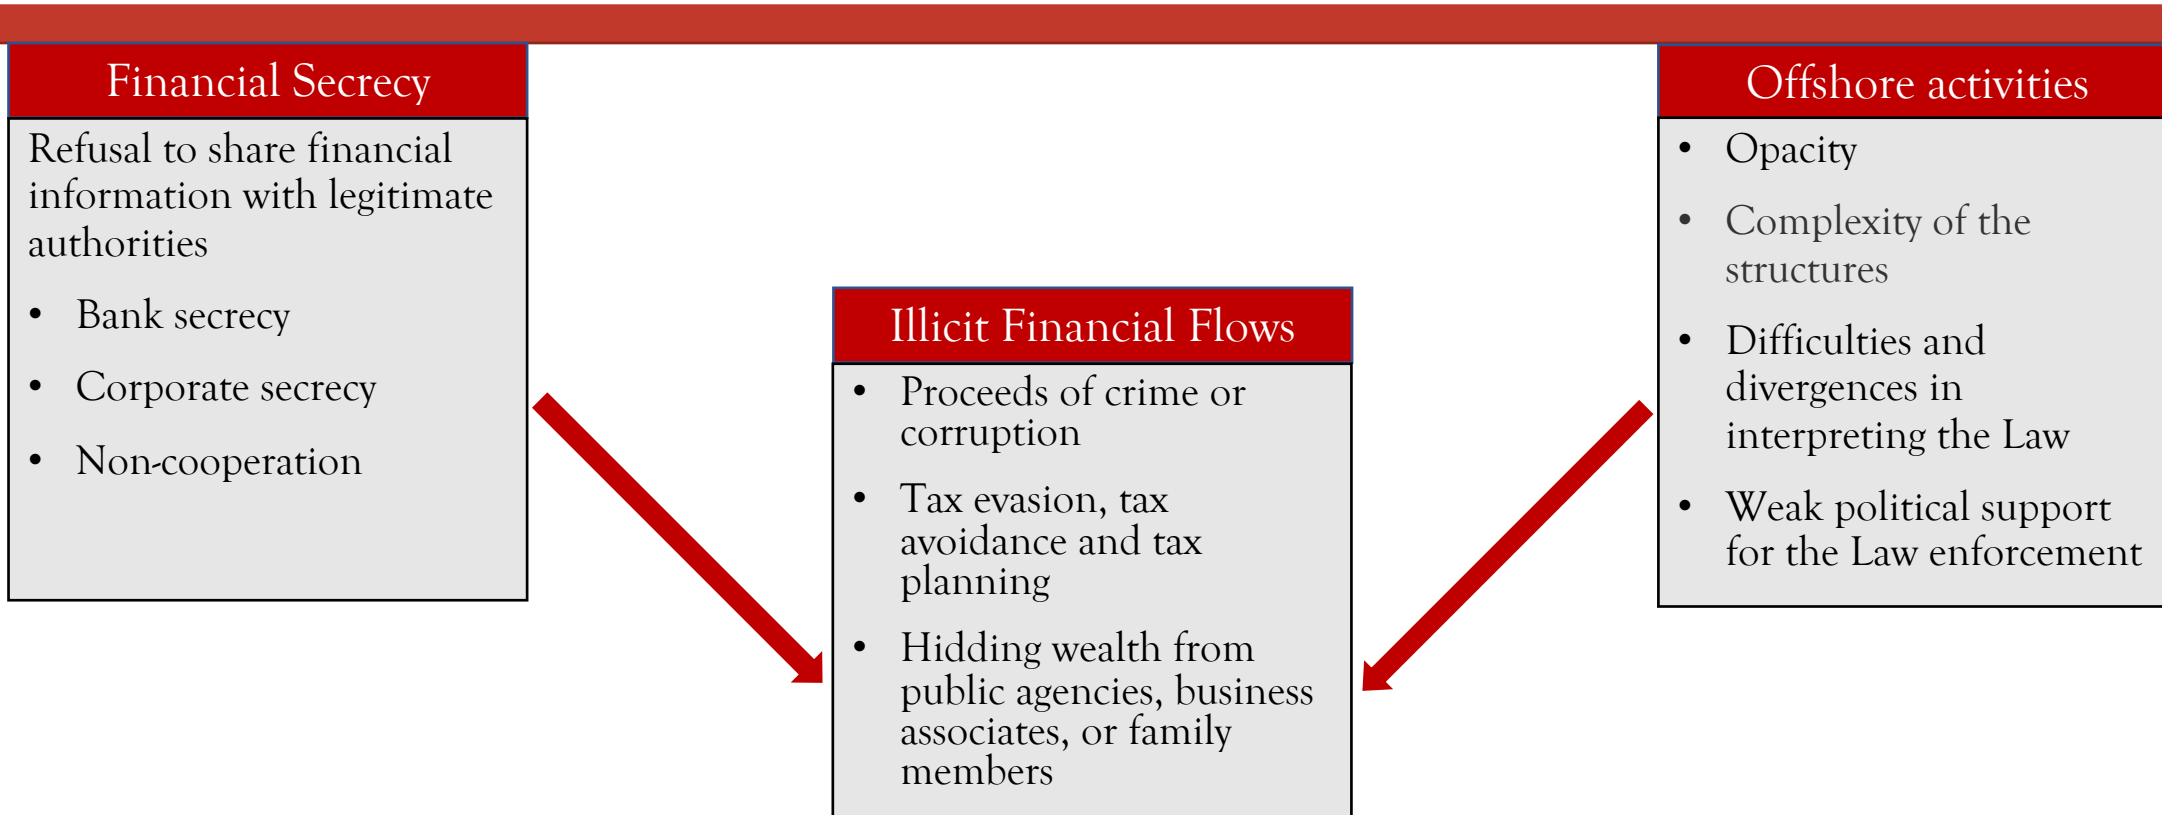 Financial Secrecy
Refusal to share financial
information with legitimate
authorities
• Bank secrecy
• Corporate secrecy
• Non-cooperation
Illicit Financial Flows
• Proceeds of crime or
corruption
• Tax evasion, tax
avoidance and tax
planning
• Hidding wealth from
public agencies, business
associates, or family
members
Offshore activities
• Opacity
• Complexity of the
structures
• Difficulties and
divergences in
interpreting the Law
• Weak political support
for the Law enforcement